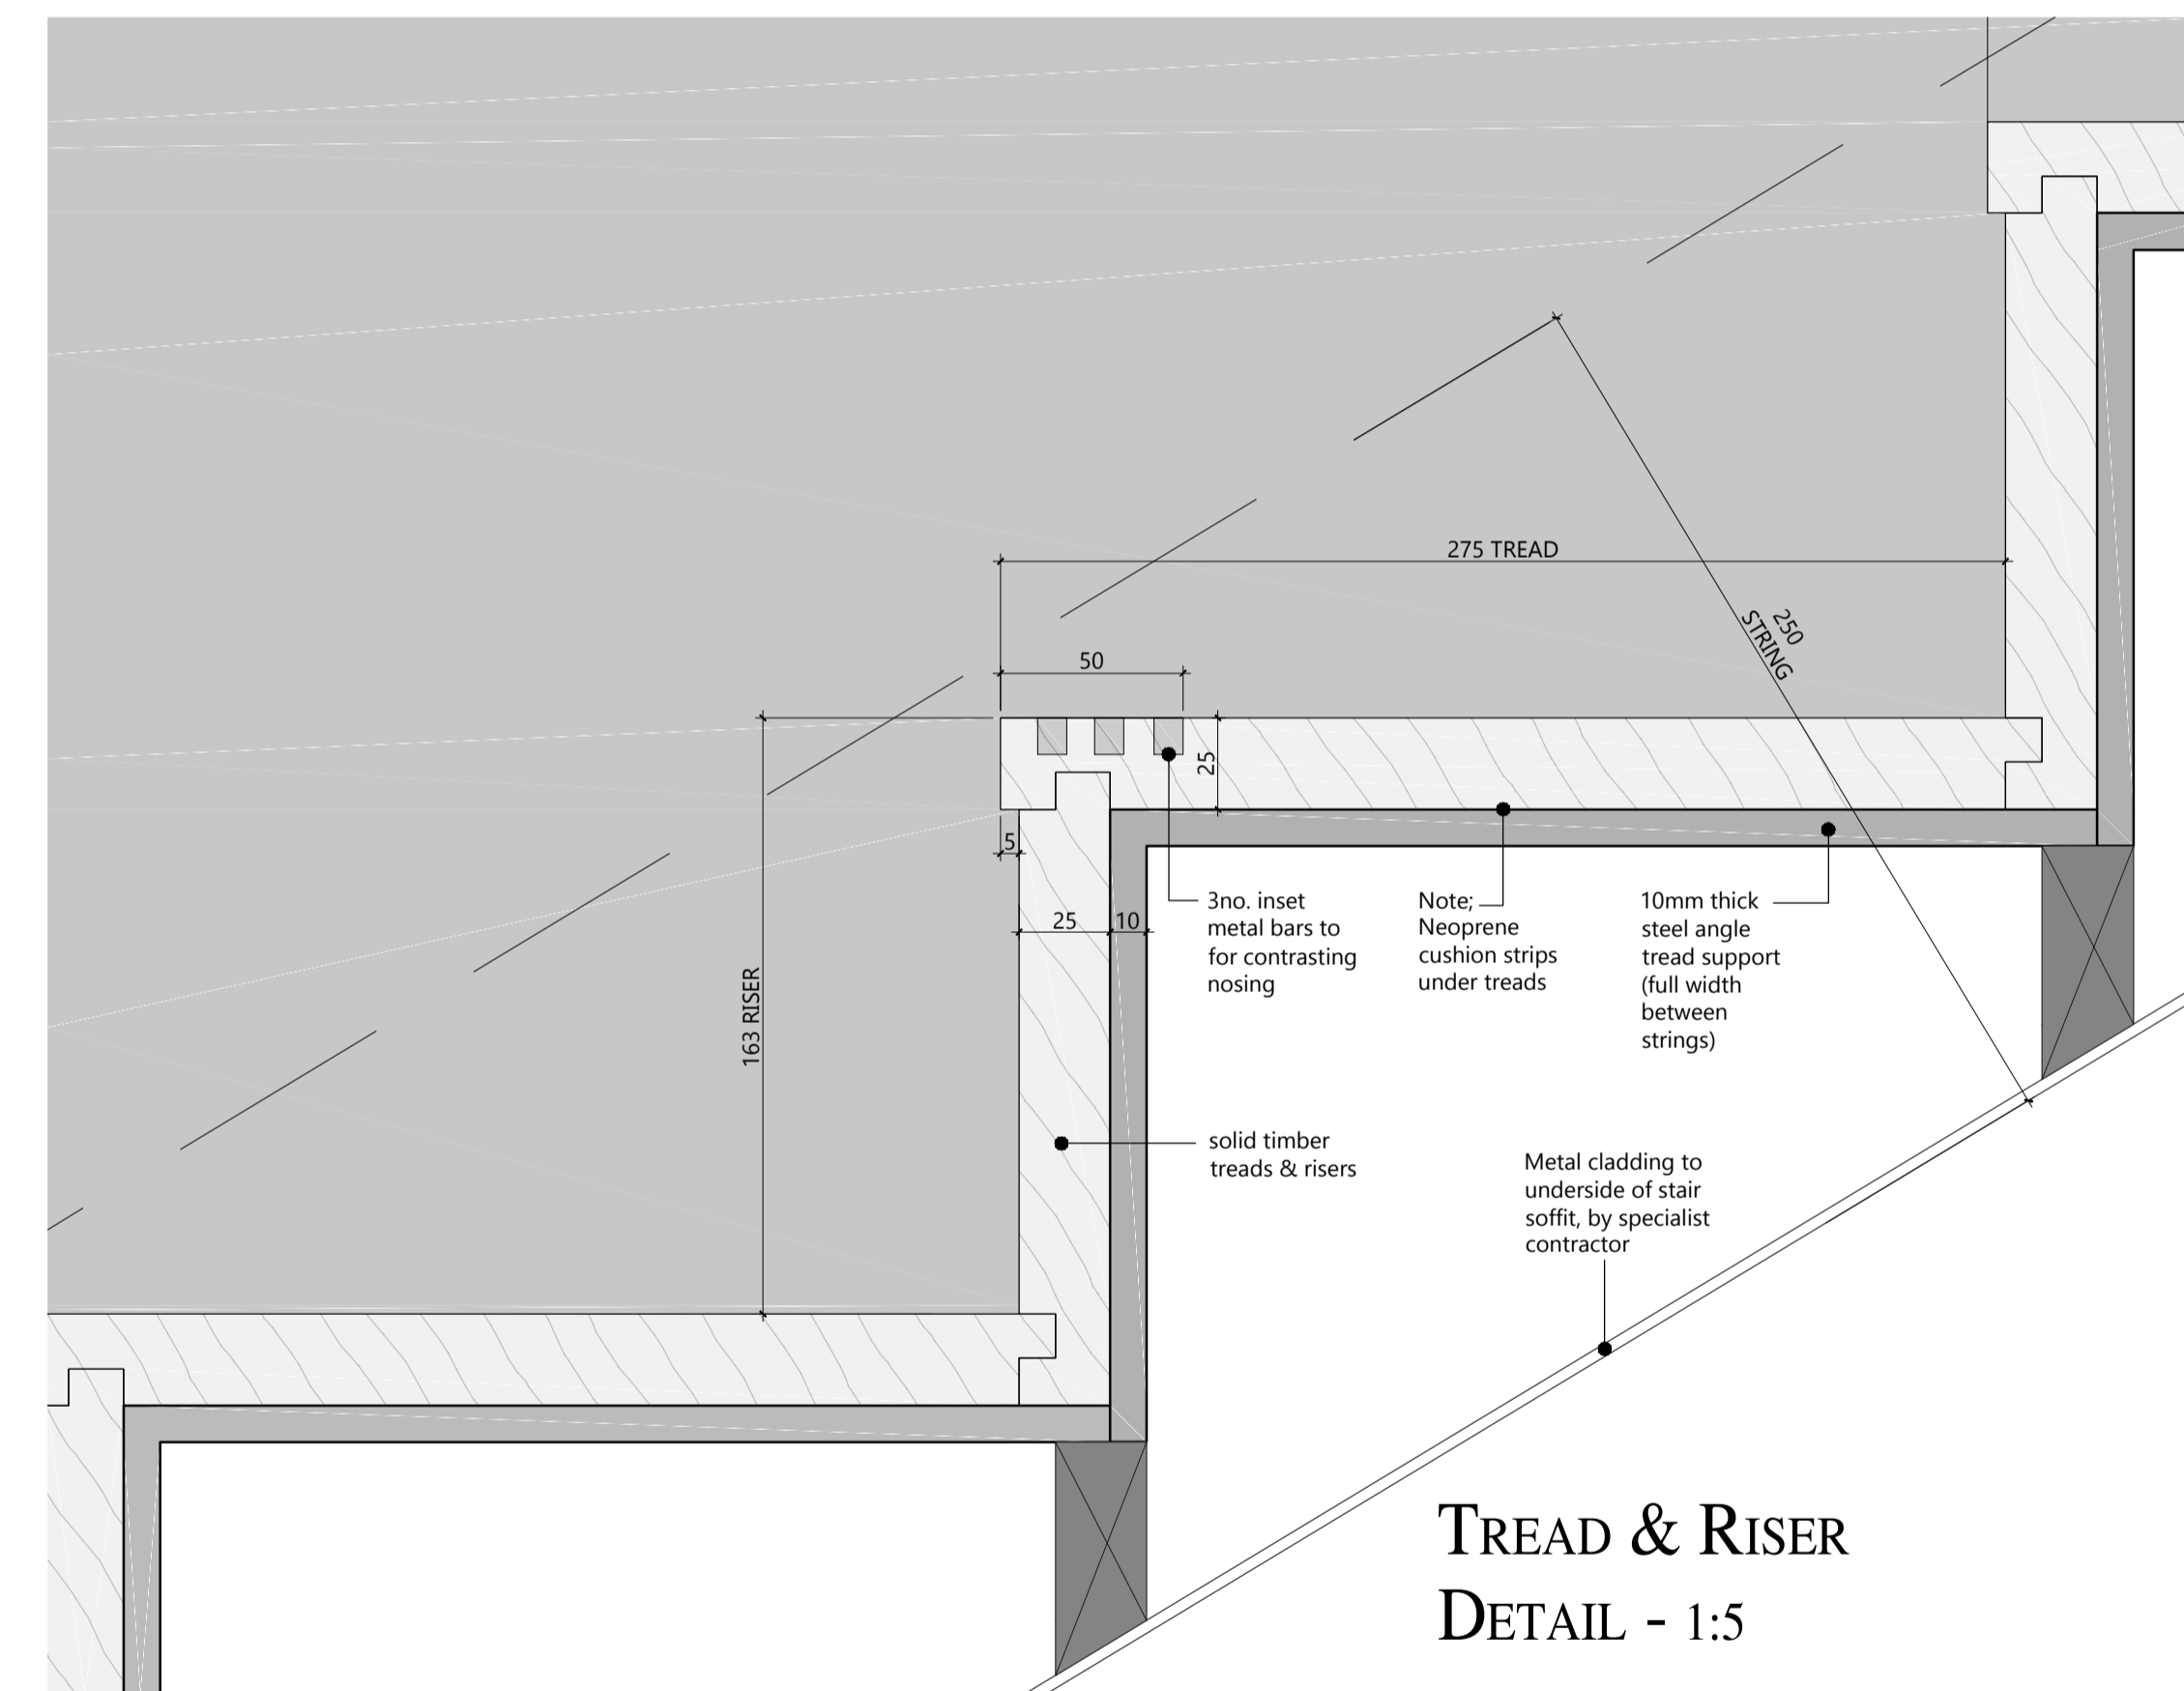 275 TREAD
250
STRING
50
25
5
25
10
163 RISER
3no. inset
metal bars to
for contrasting
nosing
Note;
Neoprene
cushion strips
under treads
10mm thick
steel angle
tread support
(full width
between
strings)
solid timber
treads & risers
Metal cladding to
underside of stair
soffit, by specialist
contractor
TREAD & RISER
DETAIL - 1:5